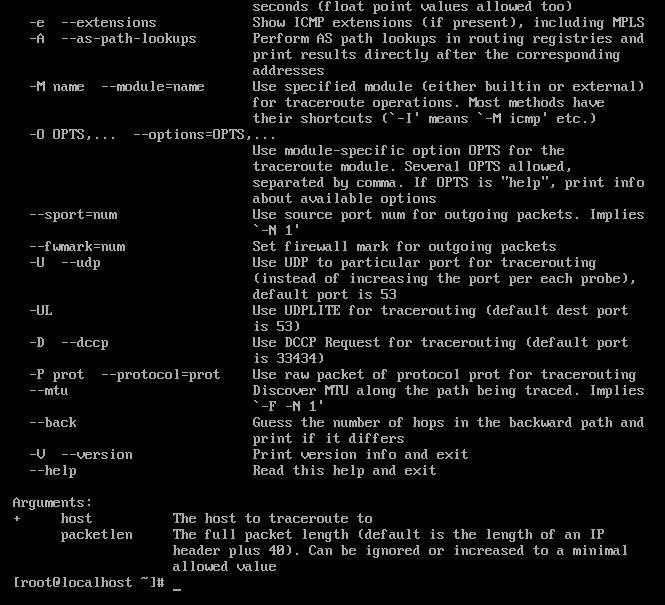 seconds (float point values allowed too)
-e  --extensions            Show ICMP extensions (if present), including MPLS
-A  --as-path-lookups       Perform AS path lookups in routing registries and
print results directly after the corresponding
addresses
-M name  --module=name      Use specified module (either builtin or external)
for traceroute operations. Most methods have
their shortcuts (`-I' means `-M icmp' etc.)
-O OPTS,...  --options=OPTS,...
Use module-specific option OPTS for the
traceroute module. Several OPTS allowed,
separated by comma. If OPTS is "help", print info
about available options
--sport=num                 Use source port num for outgoing packets. Implies
`-N 1'
--fwmark=num                Set firewall mark for outgoing packets
-U  --udp                   Use UDP to particular port for tracerouting
(instead of increasing the port per each probe),
default port is 53
-UL                         Use UDPLITE for tracerouting (default dest port
is 53)
-D  --dccp                  Use DCCP Request for tracerouting (default port
is 33434)
-P prot  --protocol=prot    Use raw packet of protocol prot for tracerouting
--mtu                       Discover MTU along the path being traced. Implies
`-F -N 1'
--back                      Guess the number of hops in the backward path and
print if it differs
-V  --version               Print version info and exit
--help                      Read this help and exit
Arguments:
+     host          The host to traceroute to
packetlen     The full packet length (default is the length of an IP
header plus 40). Can be ignored or increased to a minimal
allowed value
[root@localhost ~]# _